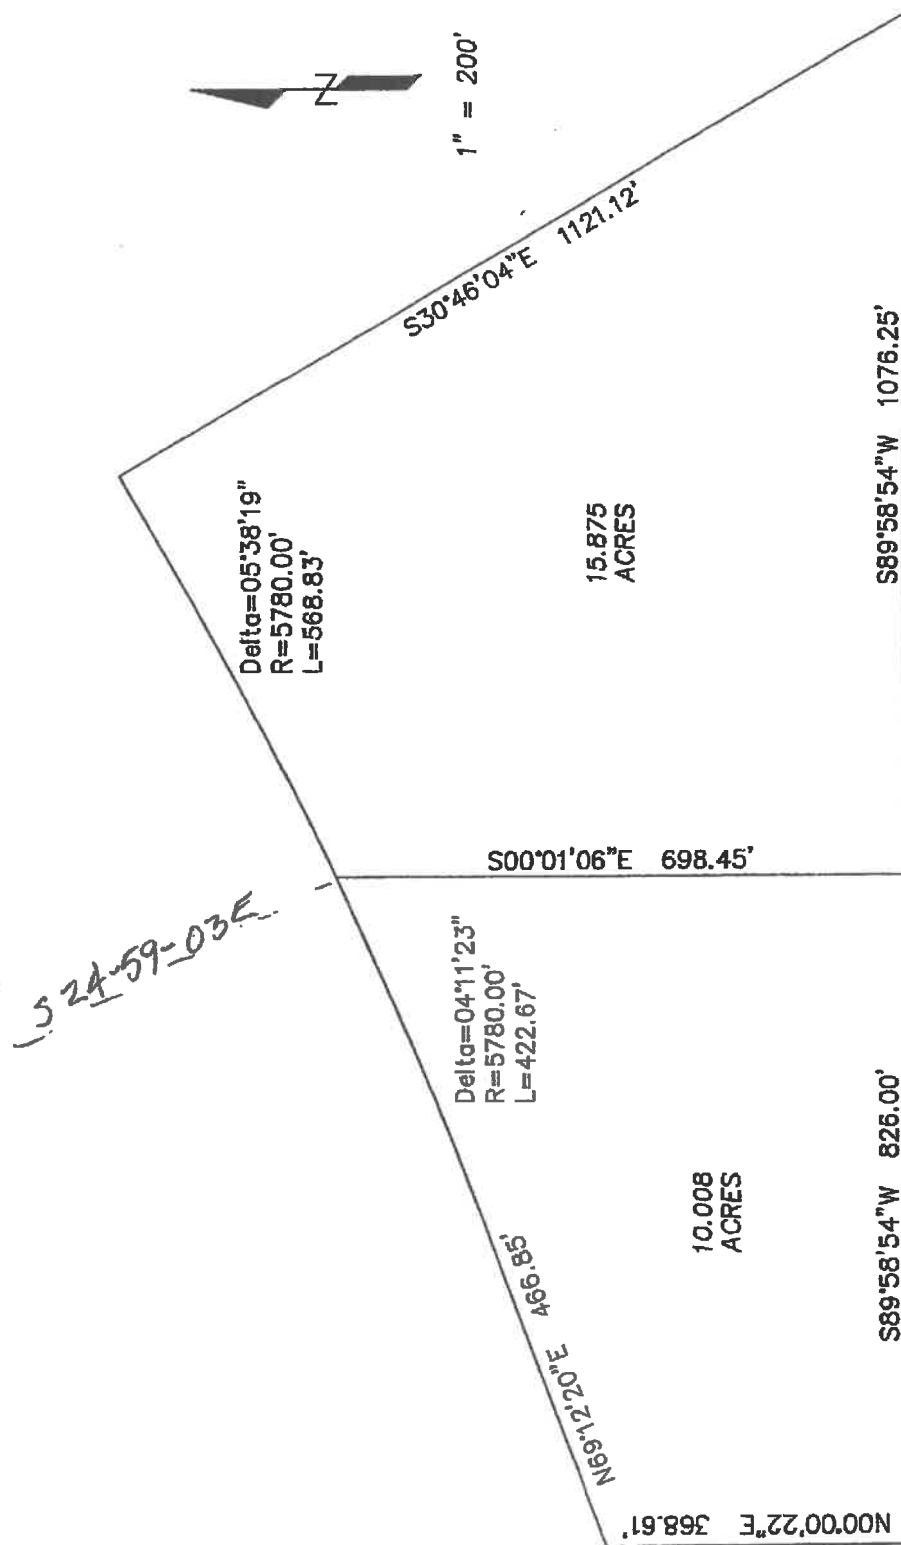 N
1" = 200'
S30°46'04"E 1121.12'
Delta=05°38'19"
R=5780.00'
L=568.83'
15.875
ACRES
S89°58'54"W 1076.25'
S00°01'06"E 698.45'
S 24-59-03E
Delta=04°11'23"
R=5780.00'
L=422.67'
N69°12'20"E 466.85'
10.008
ACRES
S89°58'54"W 826.00'
N00°00'22"E 368.61'